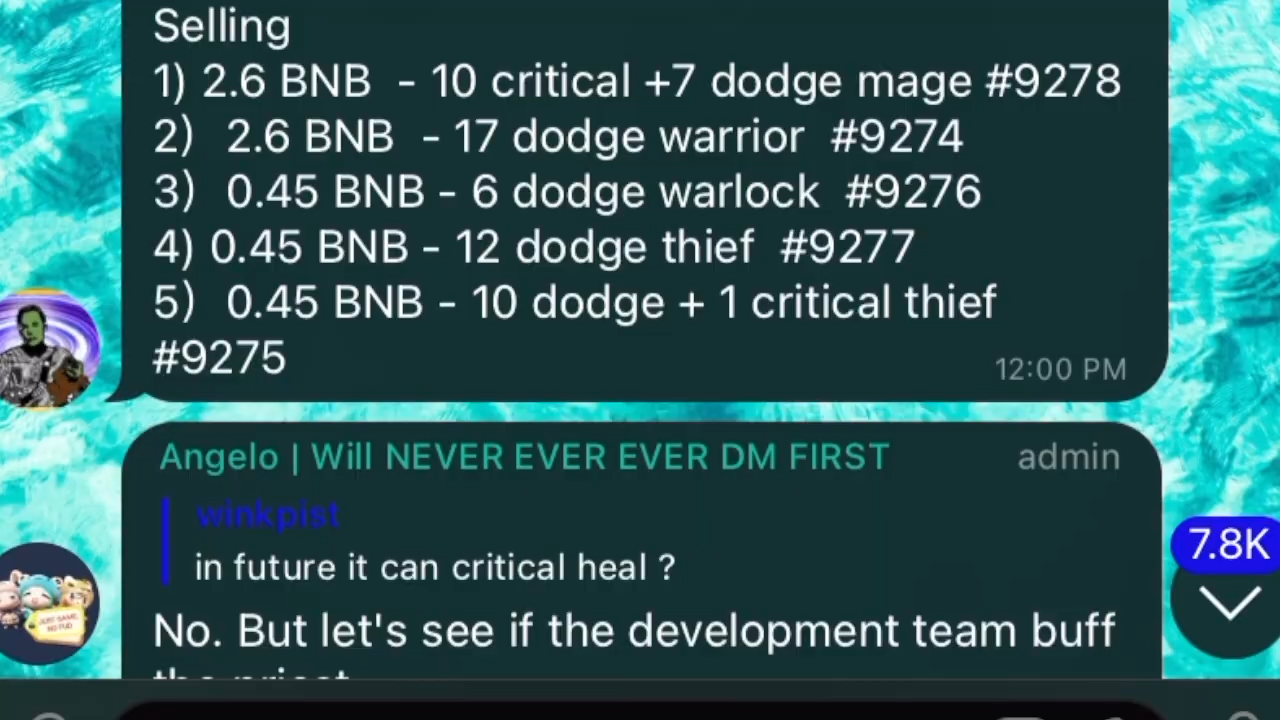 Selling
1) 2.6 BNB - 10 critical +7 dodge mage #9278
2) 2.6 BNB - 17 dodge warrior #9274
3) 0.45 BNB - 6 dodge warlock #9276
4) 0.45 BNB - 12 dodge thief #9277
5) 0.45 BNB - 10 dodge + 1 critical thief
#9275
12:00 PM
Angelo | Will NEVER EVER EVER DM FIRST admin
winkpist
in future it can critical heal ?
7.8K
No. But let's see if the development team buff
the priest